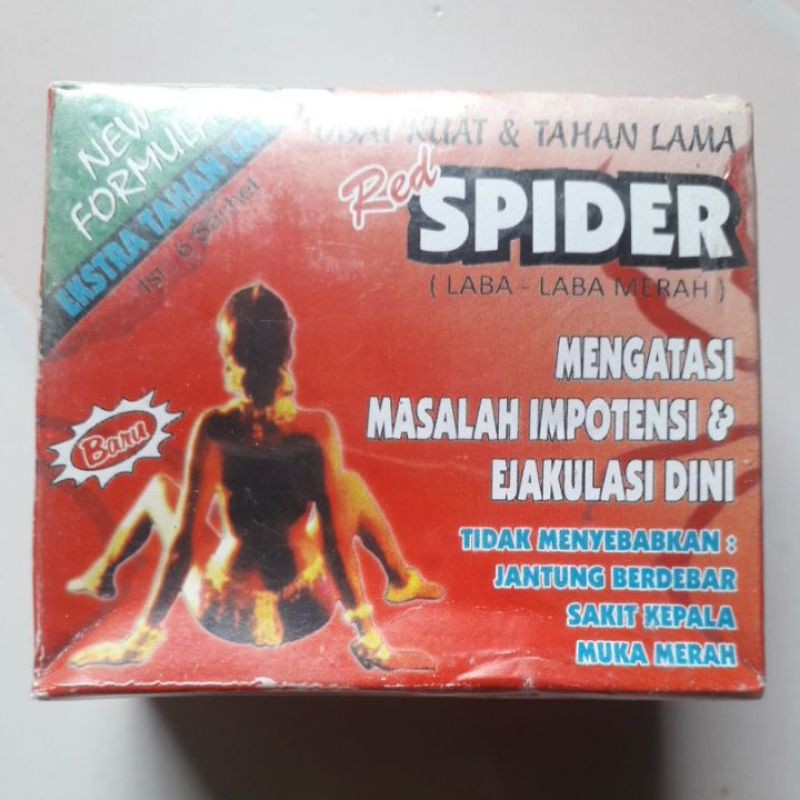 NEW
FORMULA
EKSTRA TAHAN
Isi : 6 Sachet
OBAT KUAT & TAHAN LAMA
Red
SPIDER
( LABA - LABA MERAH )
MENGATASI
MASALAH IMPOTENSI &
EJAKULASI DINI
Baru
TIDAK MENYEBABKAN :
JANTUNG BERDEBAR
SAKIT KEPALA
MUKA MERAH